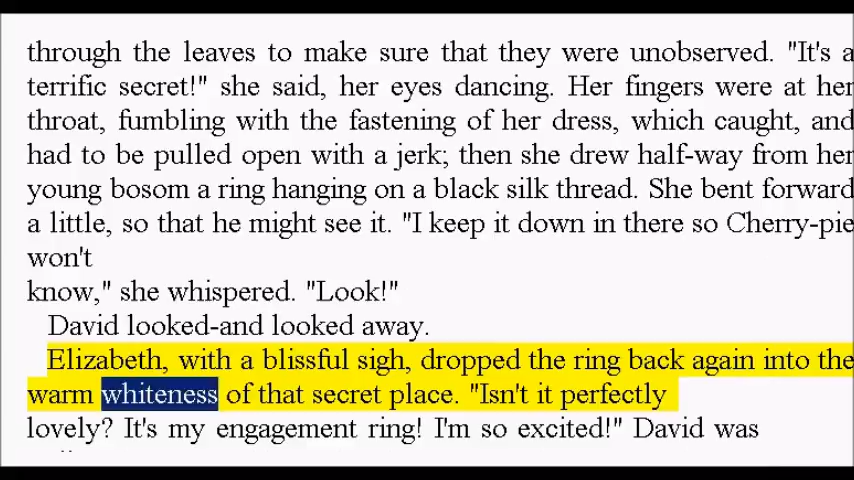 through the leaves to make sure that they were unobserved. "It's a
terrific secret!" she said, her eyes dancing. Her fingers were at her
throat, fumbling with the fastening of her dress, which caught, and
had to be pulled open with a jerk; then she drew half-way from her
young bosom a ring hanging on a black silk thread. She bent forward
a little, so that he might see it. "I keep it down in there so Cherry-pie
won't
know," she whispered. "Look!"
David looked-and looked away.
Elizabeth, with a blissful sigh, dropped the ring back again into the
warm whiteness of that secret place. "Isn't it perfectly
lovely? It's my engagement ring! I'm so excited!" David was